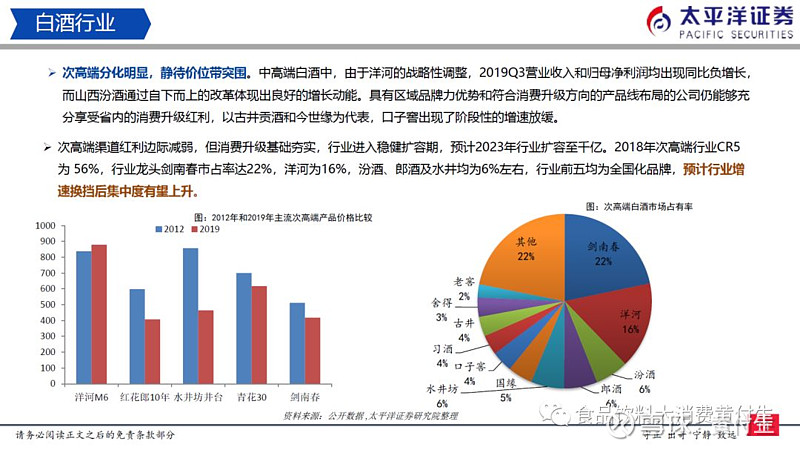 白酒行业
太平洋证券
PACIFIC SECURITIES
次高端分化明显，静待价位带突围。中高端白酒中，由于洋河的战略性调整，2019Q3营业收入和归母净利润均出现同比负增长，
而山西汾酒通过自下而上的改革体现出良好的增长动能。具有区域品牌力优势和符合消费升级方向的产品线布局的公司仍能够充
分享受省内的消费升级红利，以古井贡酒和今世缘为代表，口子窖出现了阶段性的增速放缓。
次高端渠道红利边际减弱，但消费升级基础夯实，行业进入稳健扩容期，预计2023年行业扩容至千亿。2018年次高端行业CR5
为 56%，行业龙头剑南春市占率达22%，洋河为16%，汾酒、郎酒及水井均为6%左右，行业前五均为全国化品牌，预计行业增
速换挡后集中度有望上升。
图：2012年和2019年主流次高端产品价格比较
2012 2019
1000
900
800
700
600
500
400
300
200
100
0
洋河M6 红花郎10年 水井坊井台 青花30 剑南春
图：次高端白酒市场占有率
其他
22%
剑南春
22%
洋河
16%
汾酒
6%
郎酒
6%
国缘
5%
水井坊
6%
口子窖
4%
习酒
4%
古井
4%
舍得
3%
老窖
2%
资料来源：公开数据，太平洋证券研究院整理
请务必阅读正文之后的免责条款部分
食品饮料大消费黄付生
守正 出奇 宁静 致远